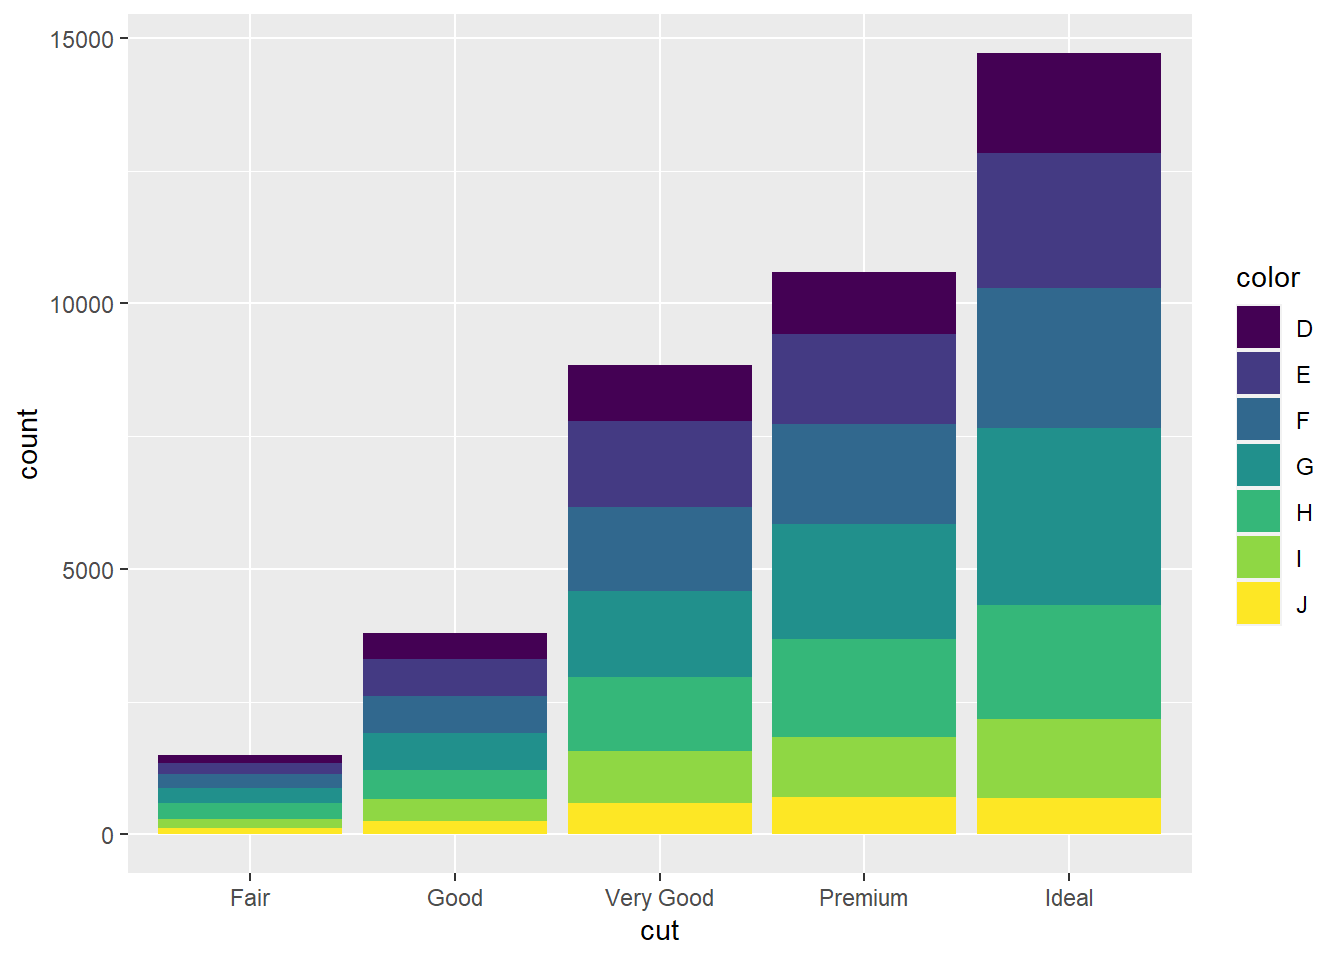 15000
10000
5000
0
count
Fair
Good
Very Good
Premium
Ideal
cut
color
D
E
F
G
H
I
J